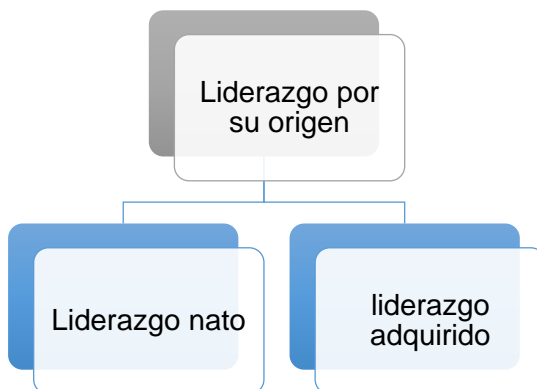 Liderazgo por
su origen
Liderazgo nato
liderazgo
adquirido